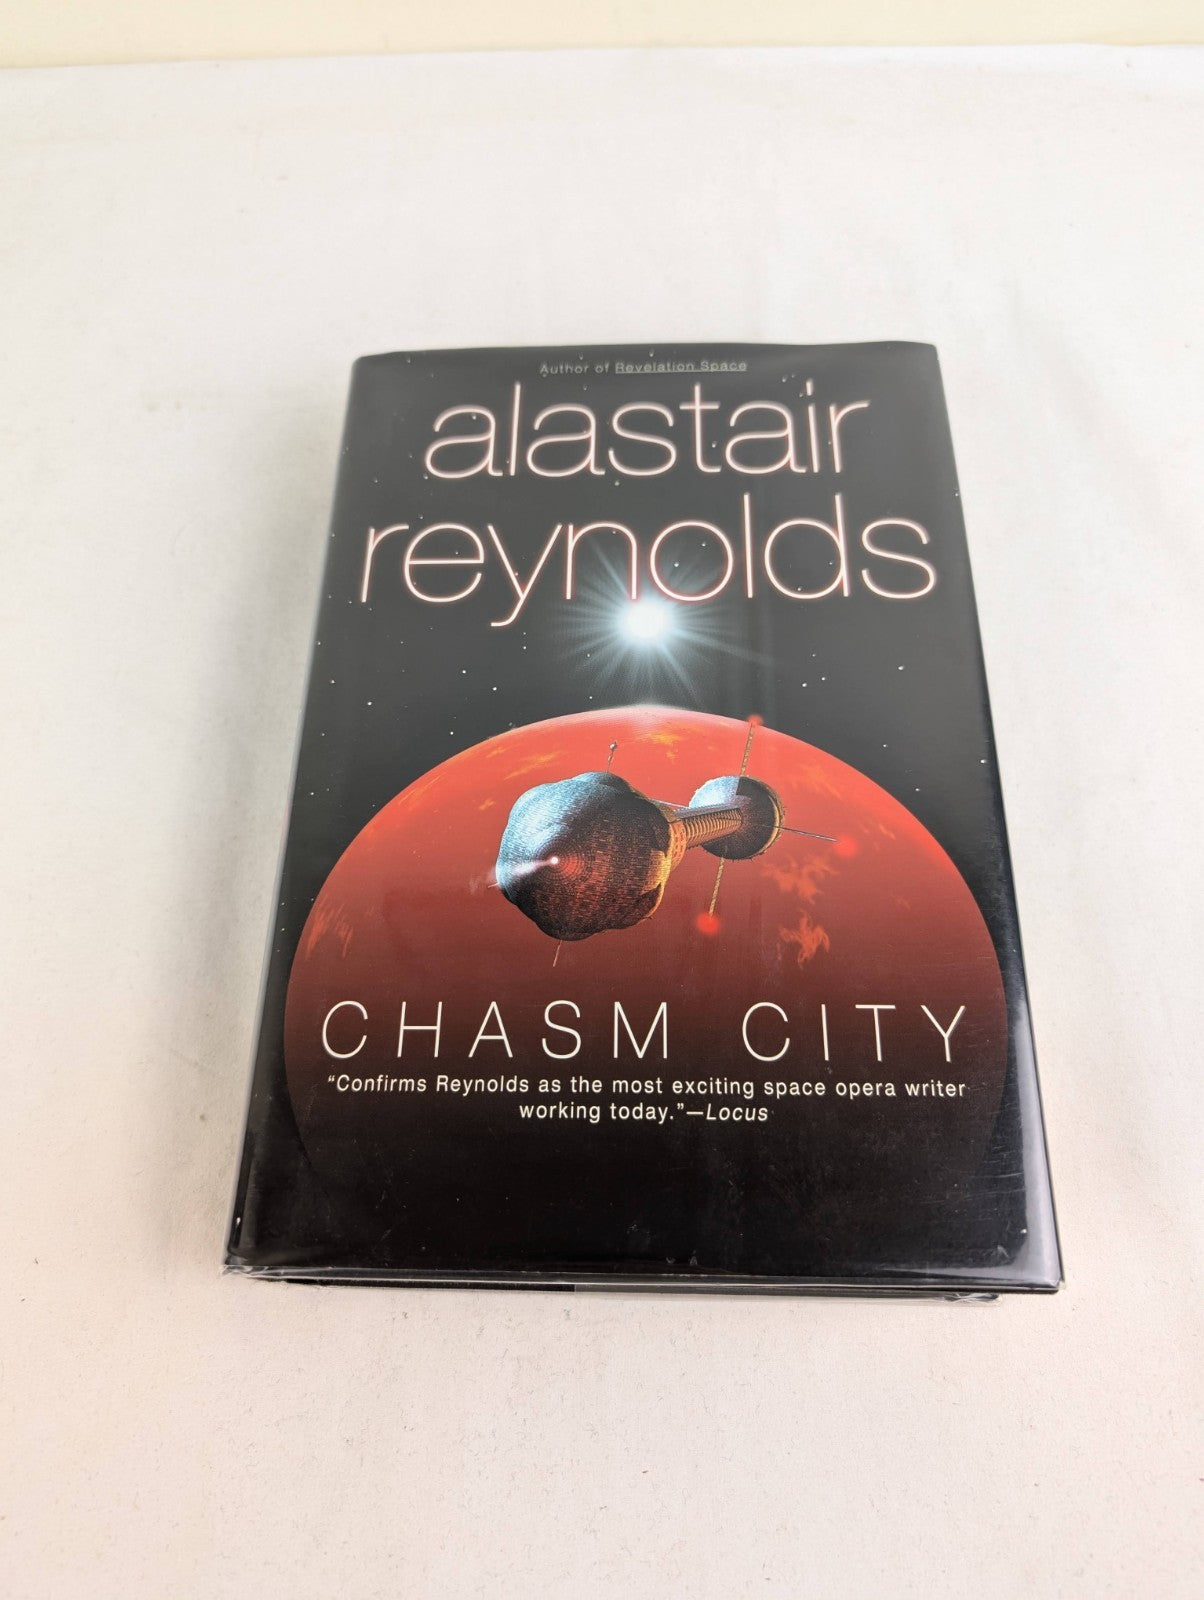 Author of Revelation Space
alastair
reynolds
CHASM CITY
“Confirms Reynolds as the most exciting space opera writer
working today.”—Locus